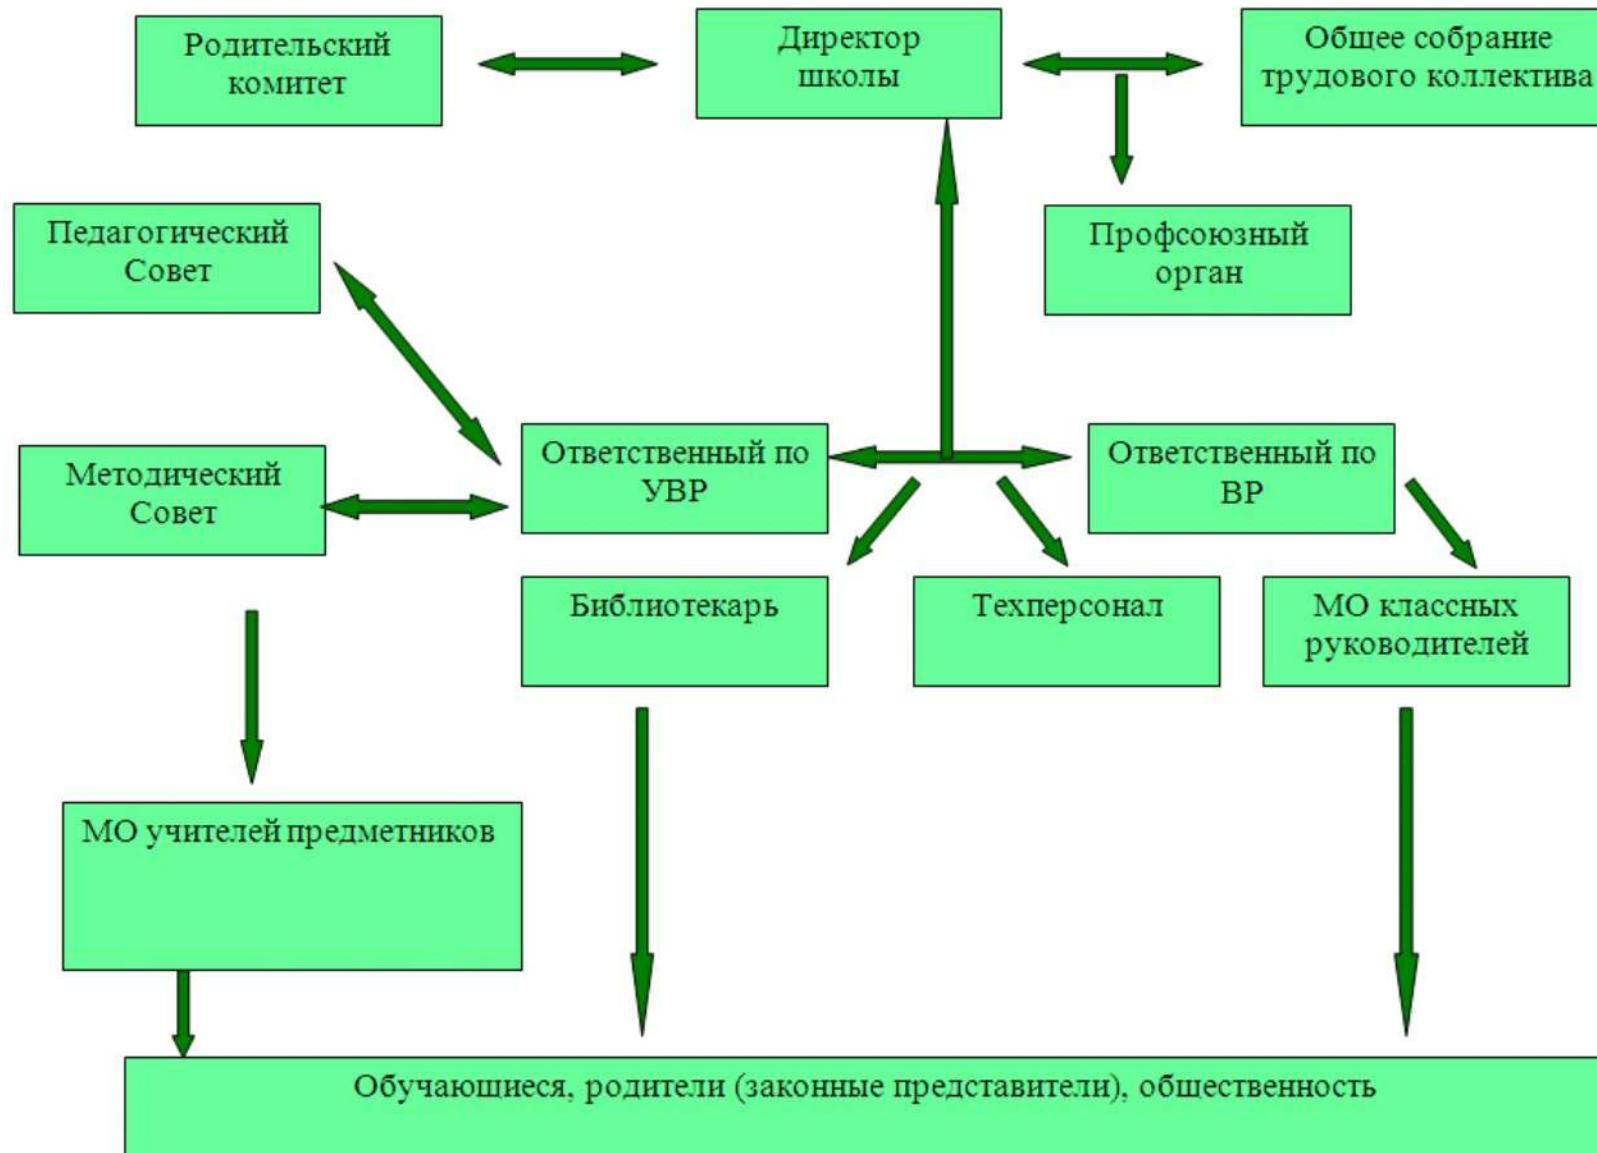 Родительский
комитет
Директор
школы
Общее собрание
трудового коллектива
Педагогический
Совет
Профсоюзный
орган
Методический
Совет
Ответственный по
УВР
Ответственный по
ВР
Библиотекарь
Техперсонал
МО классных
руководителей
МО учителей предметников
Обучающиеся, родители (законные представители), общественность